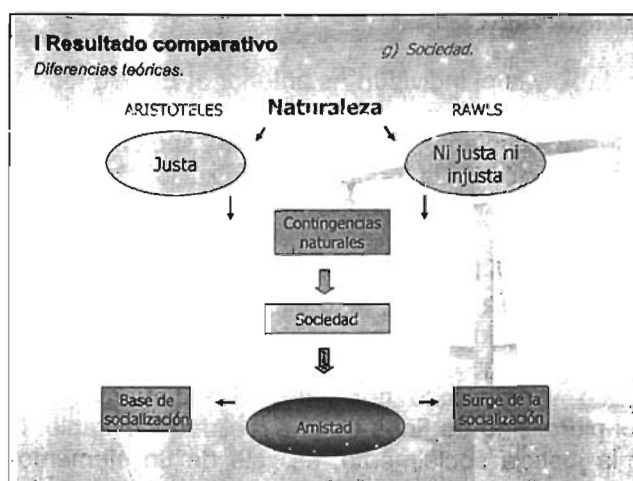 I Resultado comparativo
g) Sociedad.
Diferencias teóricas.
ARISTOTELES
Naturaleza
RAWLS
Justa
Ni justa ni
injusta
Contingencias
naturales
Sociedad
Base de
socialización
Amistad
Surge de la
socialización